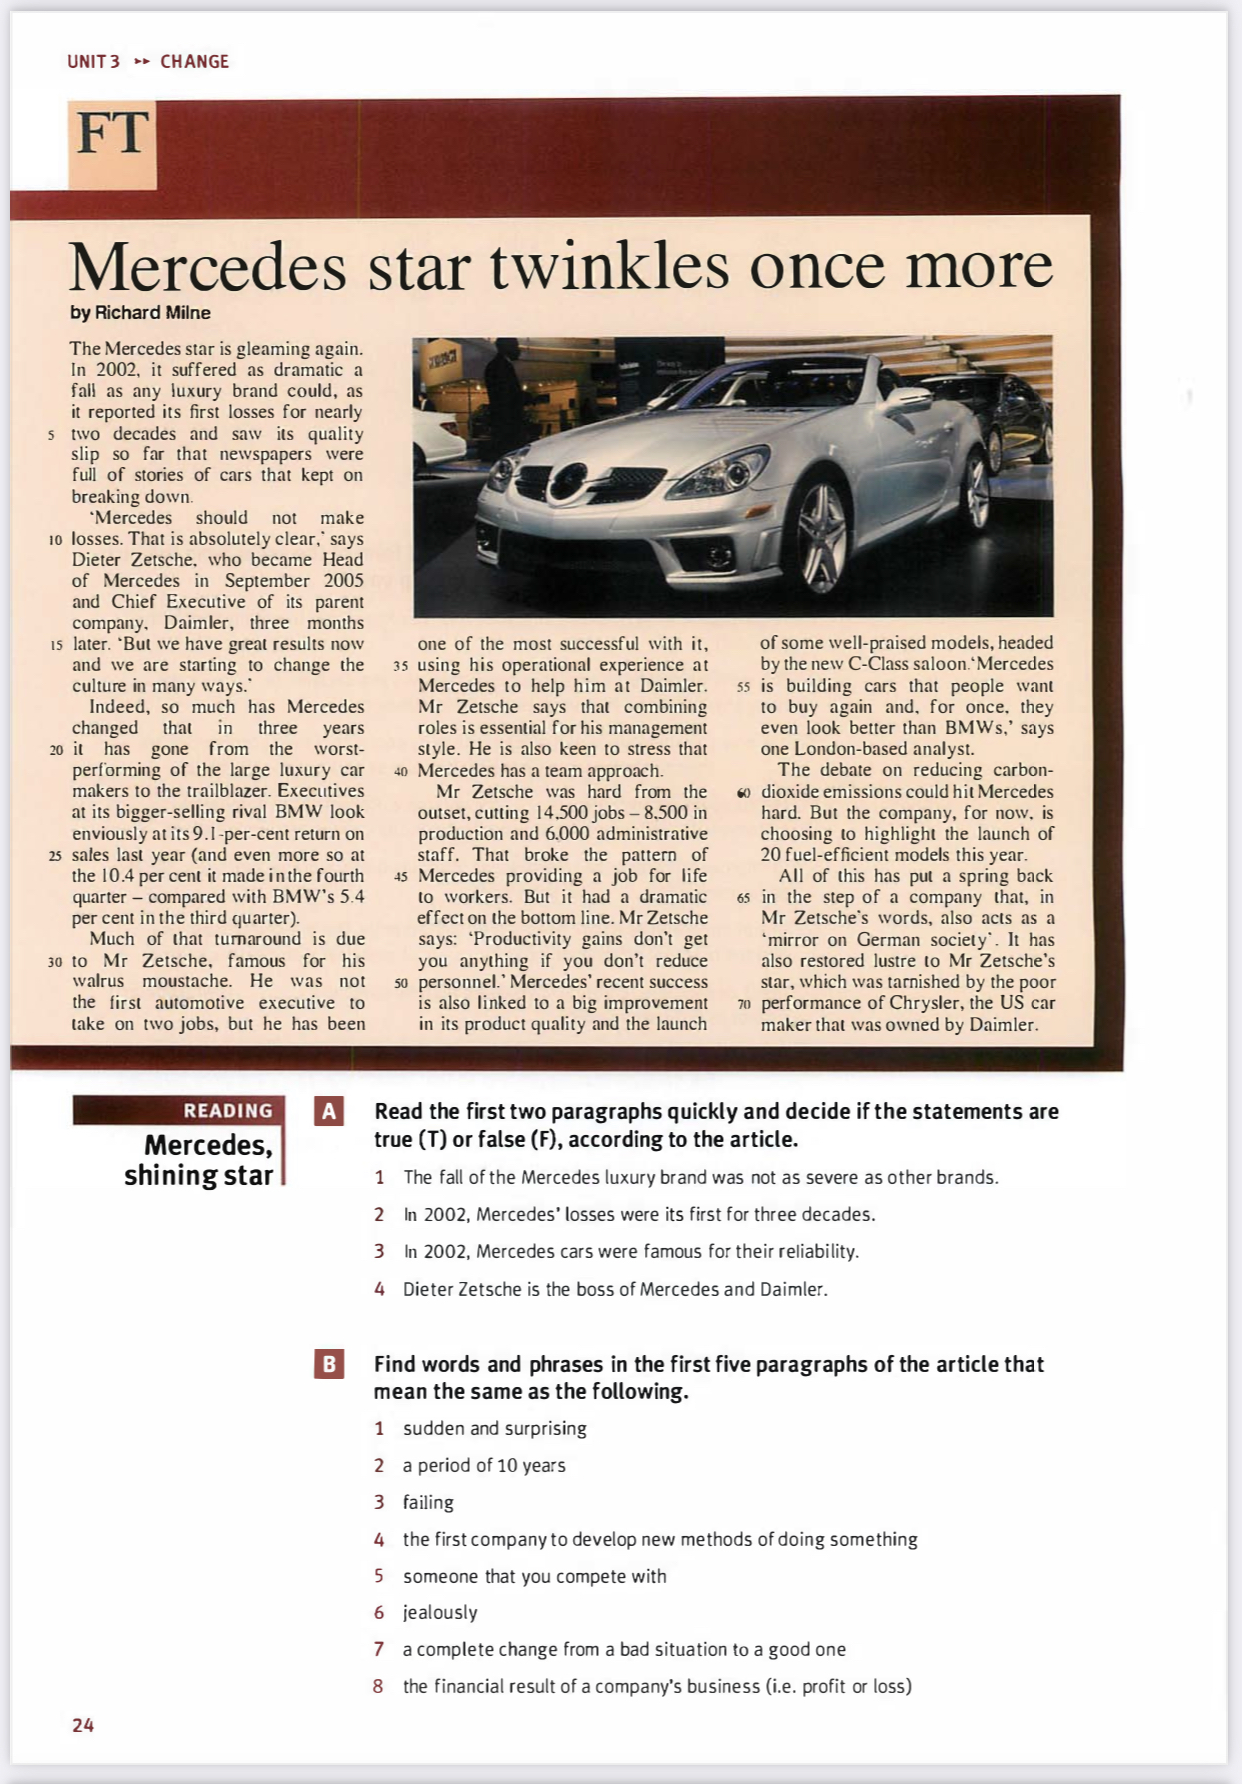 UNIT 3 ▸▸ CHANGE
FT
Mercedes star twinkles once more
by Richard Milne
The Mercedes star is gleaming again.
In 2002, it suffered as dramatic a
fall as any luxury brand could, as
it reported its first losses for nearly
5 two decades and saw its quality
slip so far that newspapers were
full of stories of cars that kept on
breaking down.
‘Mercedes should not make
10 losses. That is absolutely clear,’ says
Dieter Zetsche, who became Head
of Mercedes in September 2005
and Chief Executive of its parent
company, Daimler, three months
15 later. ‘But we have great results now
and we are starting to change the
culture in many ways.’
Indeed, so much has Mercedes
changed that in three years
20 it has gone from the worst-
performing of the large luxury car
makers to the trailblazer. Executives
at its bigger-selling rival BMW look
enviously at its 9.1-per-cent return on
25 sales last year (and even more so at
the 10.4 per cent it made in the fourth
quarter – compared with BMW’s 5.4
per cent in the third quarter).
Much of that turnaround is due
30 to Mr Zetsche, famous for his
walrus moustache. He was not
the first automotive executive to
take on two jobs, but he has been
one of the most successful with it,
35 using his operational experience at
Mercedes to help him at Daimler.
Mr Zetsche says that combining
roles is essential for his management
style. He is also keen to stress that
40 Mercedes has a team approach.
Mr Zetsche was hard from the
outset, cutting 14,500 jobs – 8,500 in
production and 6,000 administrative
staff. That broke the pattern of
45 Mercedes providing a job for life
to workers. But it had a dramatic
effect on the bottom line. Mr Zetsche
says: ‘Productivity gains don’t get
you anything if you don’t reduce
50 personnel.’ Mercedes’ recent success
is also linked to a big improvement
in its product quality and the launch
of some well-praised models, headed
by the new C-Class saloon.‘Mercedes
55 is building cars that people want
to buy again and, for once, they
even look better than BMWs,’ says
one London-based analyst.
The debate on reducing carbon-
60 dioxide emissions could hit Mercedes
hard. But the company, for now, is
choosing to highlight the launch of
20 fuel-efficient models this year.
All of this has put a spring back
65 in the step of a company that, in
Mr Zetsche’s words, also acts as a
‘mirror on German society’. It has
also restored lustre to Mr Zetsche’s
star, which was tarnished by the poor
70 performance of Chrysler, the US car
maker that was owned by Daimler.
READING
Mercedes,
shining star
A Read the first two paragraphs quickly and decide if the statements are
true (T) or false (F), according to the article.
1 The fall of the Mercedes luxury brand was not as severe as other brands.
2 In 2002, Mercedes’ losses were its first for three decades.
3 In 2002, Mercedes cars were famous for their reliability.
4 Dieter Zetsche is the boss of Mercedes and Daimler.
B Find words and phrases in the first five paragraphs of the article that
mean the same as the following.
1 sudden and surprising
2 a period of 10 years
3 failing
4 the first company to develop new methods of doing something
5 someone that you compete with
6 jealously
7 a complete change from a bad situation to a good one
8 the financial result of a company’s business (i.e. profit or loss)
24